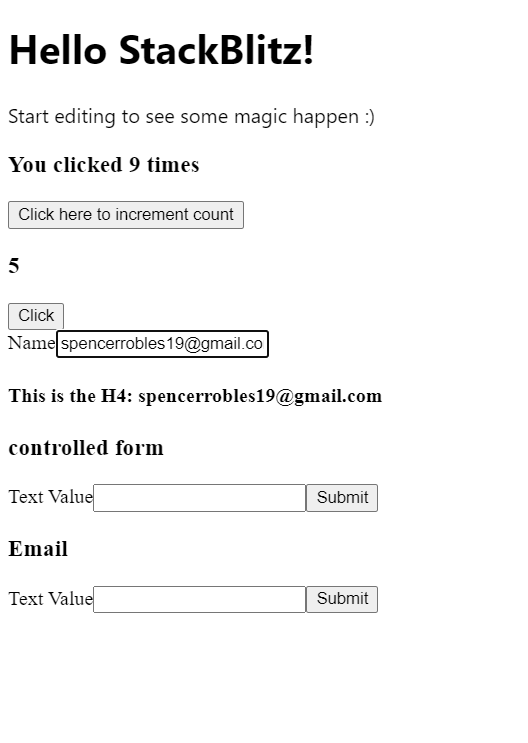 Hello StackBlitz!
Start editing to see some magic happen :)
You clicked 9 times
Click here to increment count
5
Click
Name spencerrobles19@gmail.co
This is the H4: spencerrobles19@gmail.com
controlled form
Text Value Submit
Email
Text Value Submit